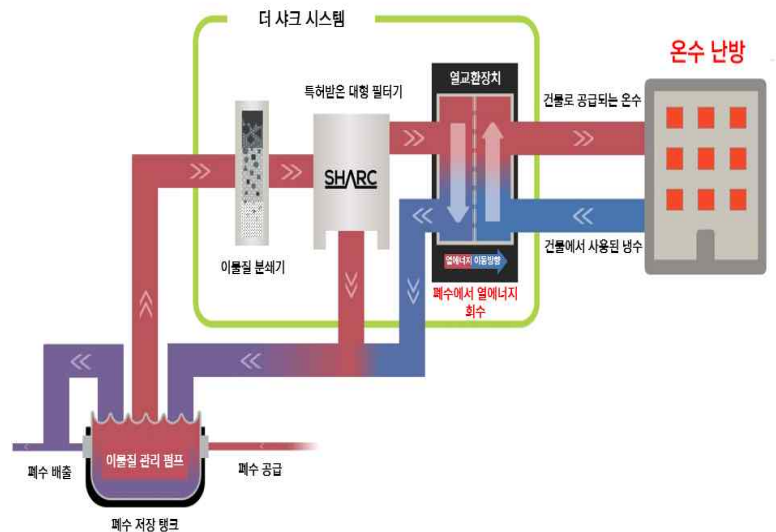 더 샤크 시스템
온수 난방
특허받은 대형 필터기
열교환장치
건물로 공급되는 온수
SHARC
이물질 분쇄기
건물에서 사용된 냉수
열에너지 이동방향
폐수에서 열에너지
회수
이물질 관리 펌프
폐수 배출
폐수 공급
폐수 저장 탱크